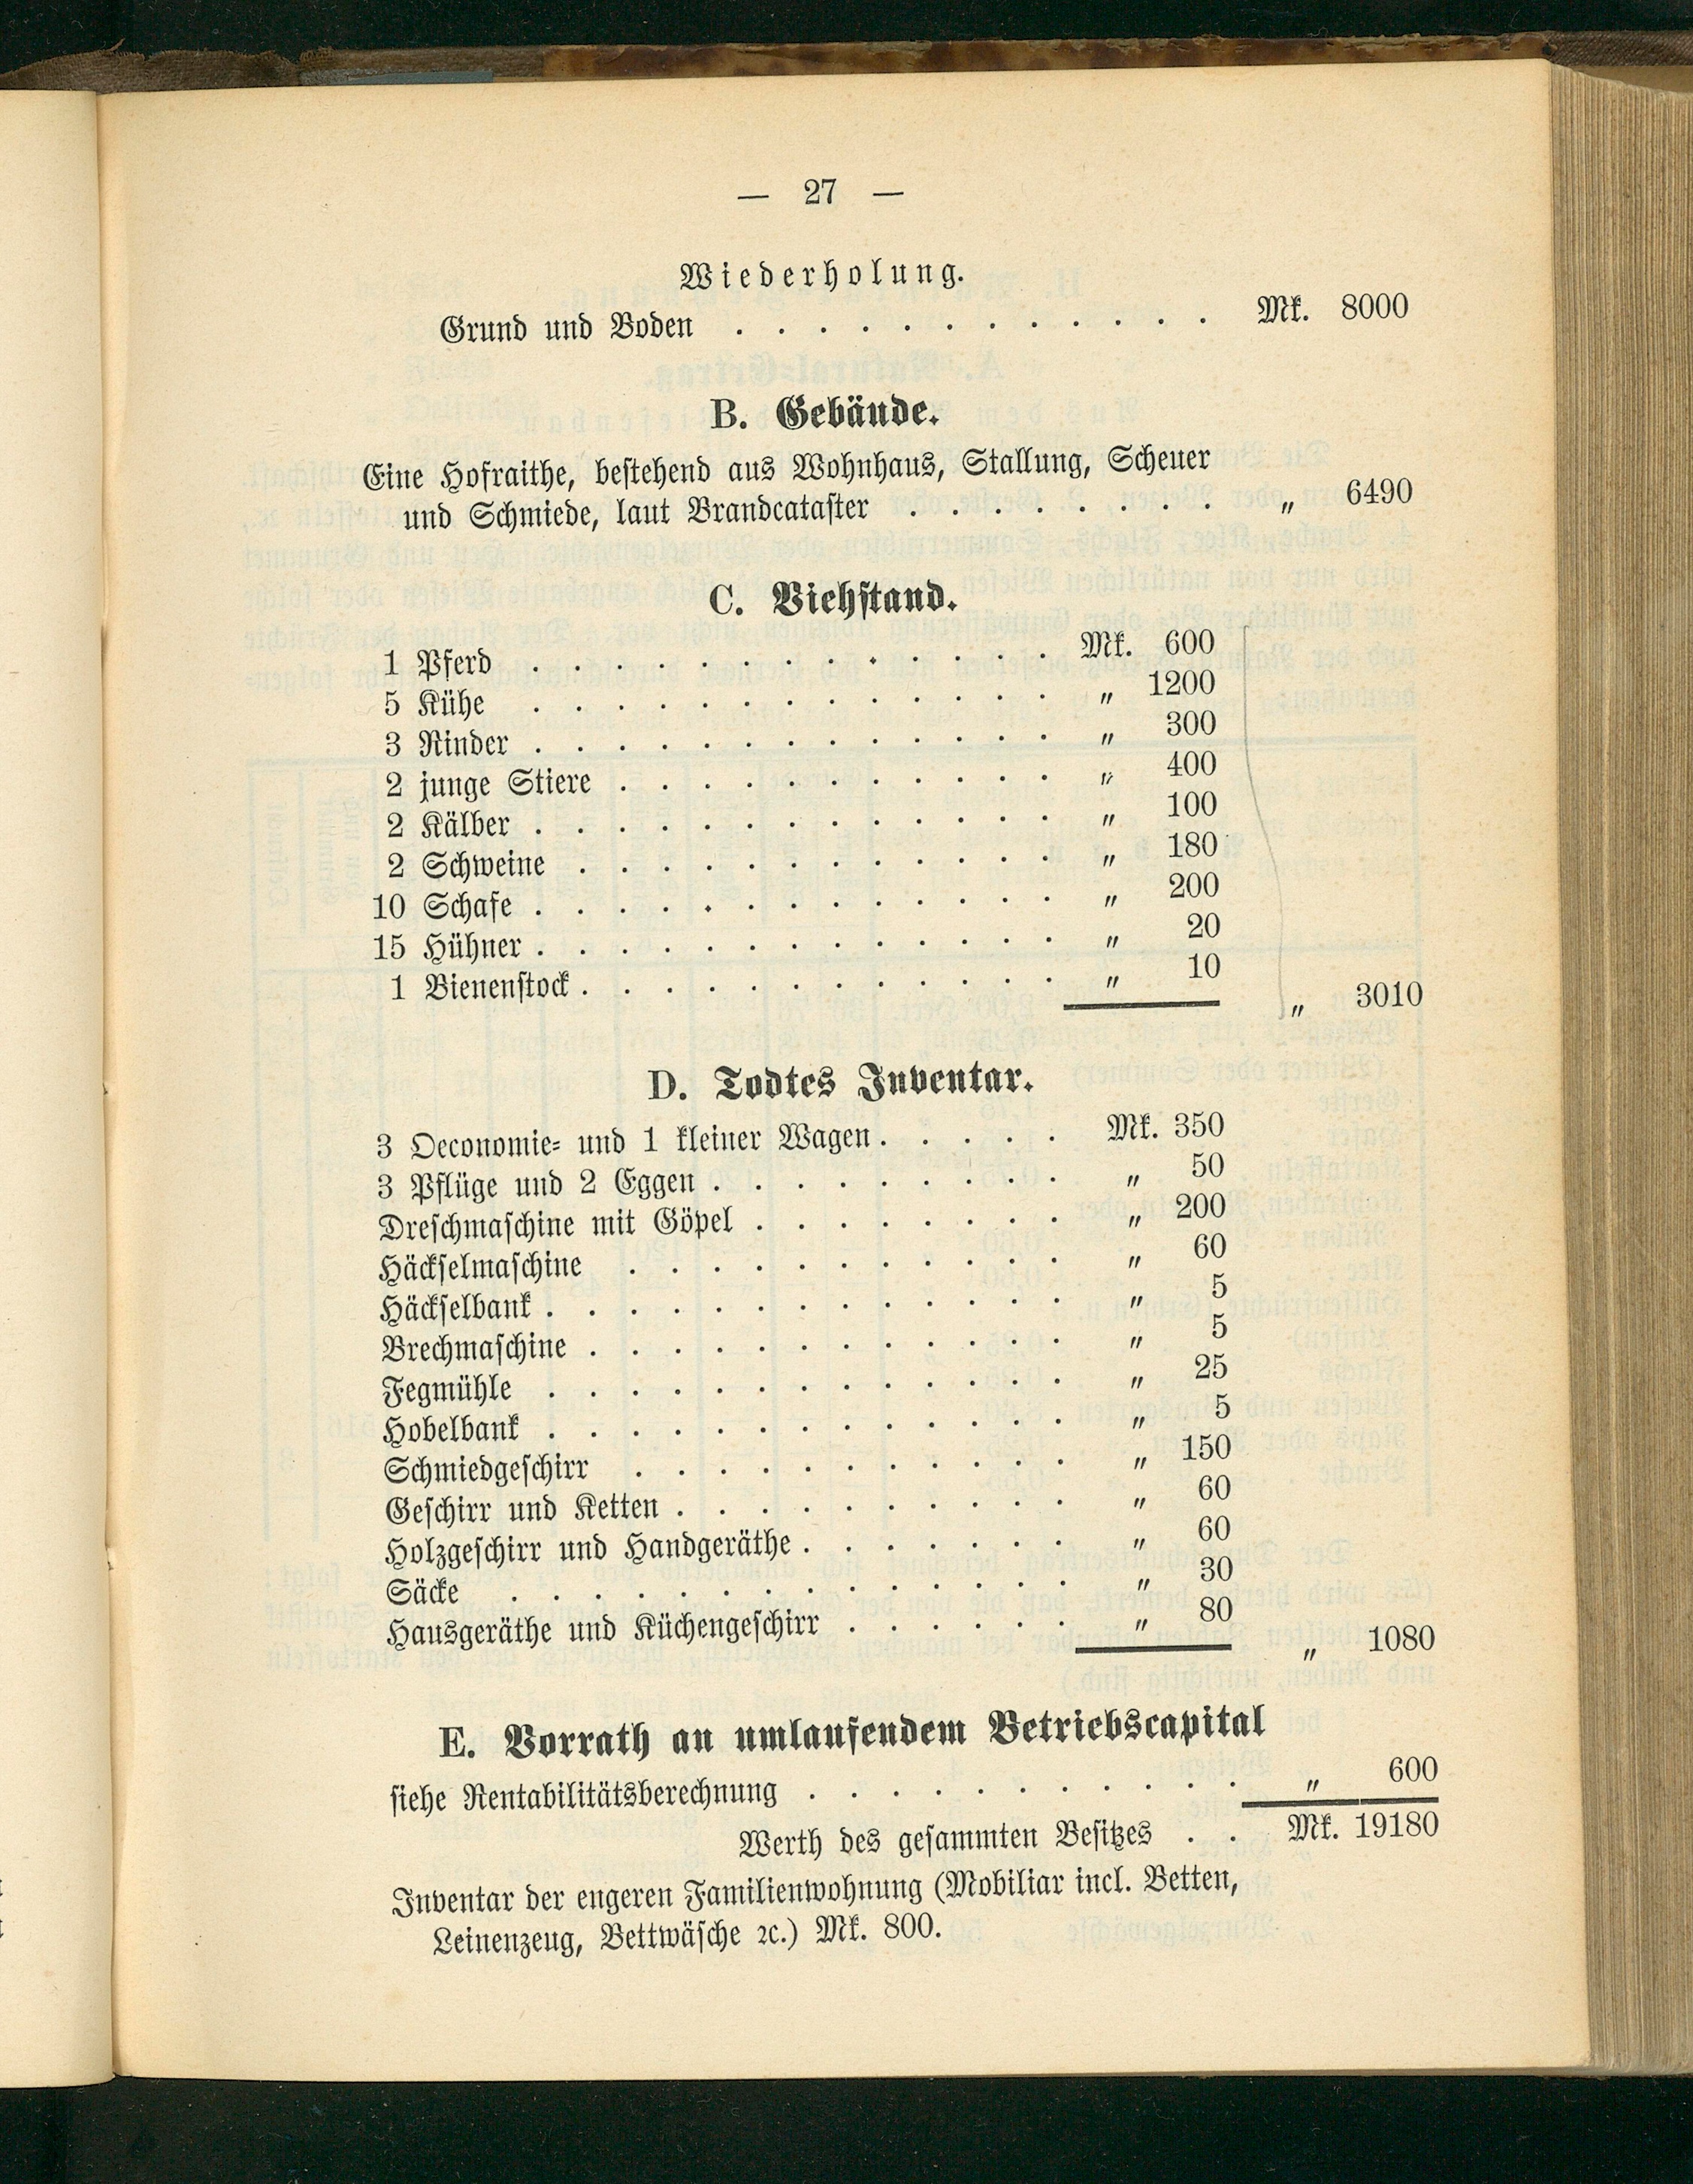 — 27 —
Wiederholung.
Grund und Boden . . . . . . . . . . . . Mk. 8000
B. Gebäude.
Eine Hofraithe, bestehend aus Wohnhaus, Stallung, Scheuer
und Schmiede, laut Brandcataster . . . . . . . . „ 6490
C. Viehstand.
1 Pferd . . . . . . . . . . . . . Mk. 600
5 Kühe . . . . . . . . . . . . . „ 1200
3 Rinder . . . . . . . . . . . . . „ 300
2 junge Stiere . . . . . . . . . . . „ 400
2 Kälber . . . . . . . . . . . . . „ 100
2 Schweine . . . . . . . . . . . . „ 180
10 Schafe . . . . . . . . . . . . . „ 200
15 Hühner . . . . . . . . . . . . . „ 20
1 Bienenstock . . . . . . . . . . . . „ 10
„ 3010
D. Todtes Inventar.
3 Oeconomie- und 1 kleiner Wagen . . . . . Mk. 350
3 Pflüge und 2 Eggen . . . . . . . . . „ 50
Dreschmaschine mit Göpel . . . . . . . . „ 200
Häckselmaschine . . . . . . . . . . . „ 60
Häckselbank . . . . . . . . . . . . . „ 5
Brechmaschine . . . . . . . . . . . . „ 5
Fegmühle . . . . . . . . . . . . . „ 25
Hobelbank . . . . . . . . . . . . . „ 5
Schmiedgeschirr . . . . . . . . . . . „ 150
Geschirr und Ketten . . . . . . . . . . „ 60
Holzgeschirr und Handgeräthe . . . . . . . „ 60
Säcke . . . . . . . . . . . . . . „ 30
Hausgeräthe und Küchengeschirr . . . . . . „ 80
„ 1080
E. Vorrath an umlaufendem Betriebscapital
siehe Rentabilitätsberechnung . . . . . . . . . . . „ 600
Werth des gesammten Besitzes . . Mk. 19180
Inventar der engeren Familienwohnung (Mobiliar incl. Betten,
Leinenzeug, Bettwäsche ꝛc.) Mk. 800.